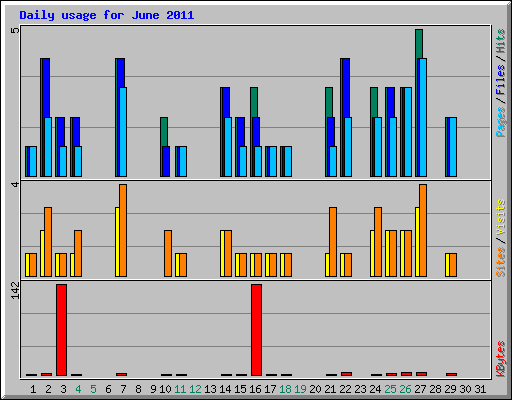 Daily usage for June 2011
5
Pages/Files/Hits
4
Sites/Visits
142
KBytes
1 2 3 4 5 6 7 8 9 10 11 12 13 14 15 16 17 18 19 20 21 22 23 24 25 26 27 28 29 30 31